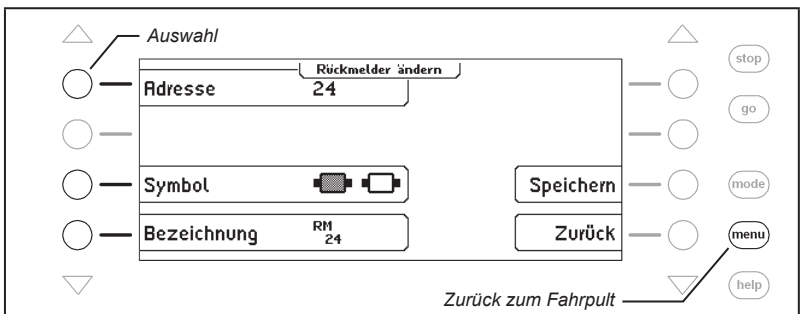 Auswahl
Rückmelder ändern
Adresse 24
Symbol
Speichern
Bezeichnung RM 24
Zurück
stop
go
mode
menu
help
Zurück zum Fahrpult